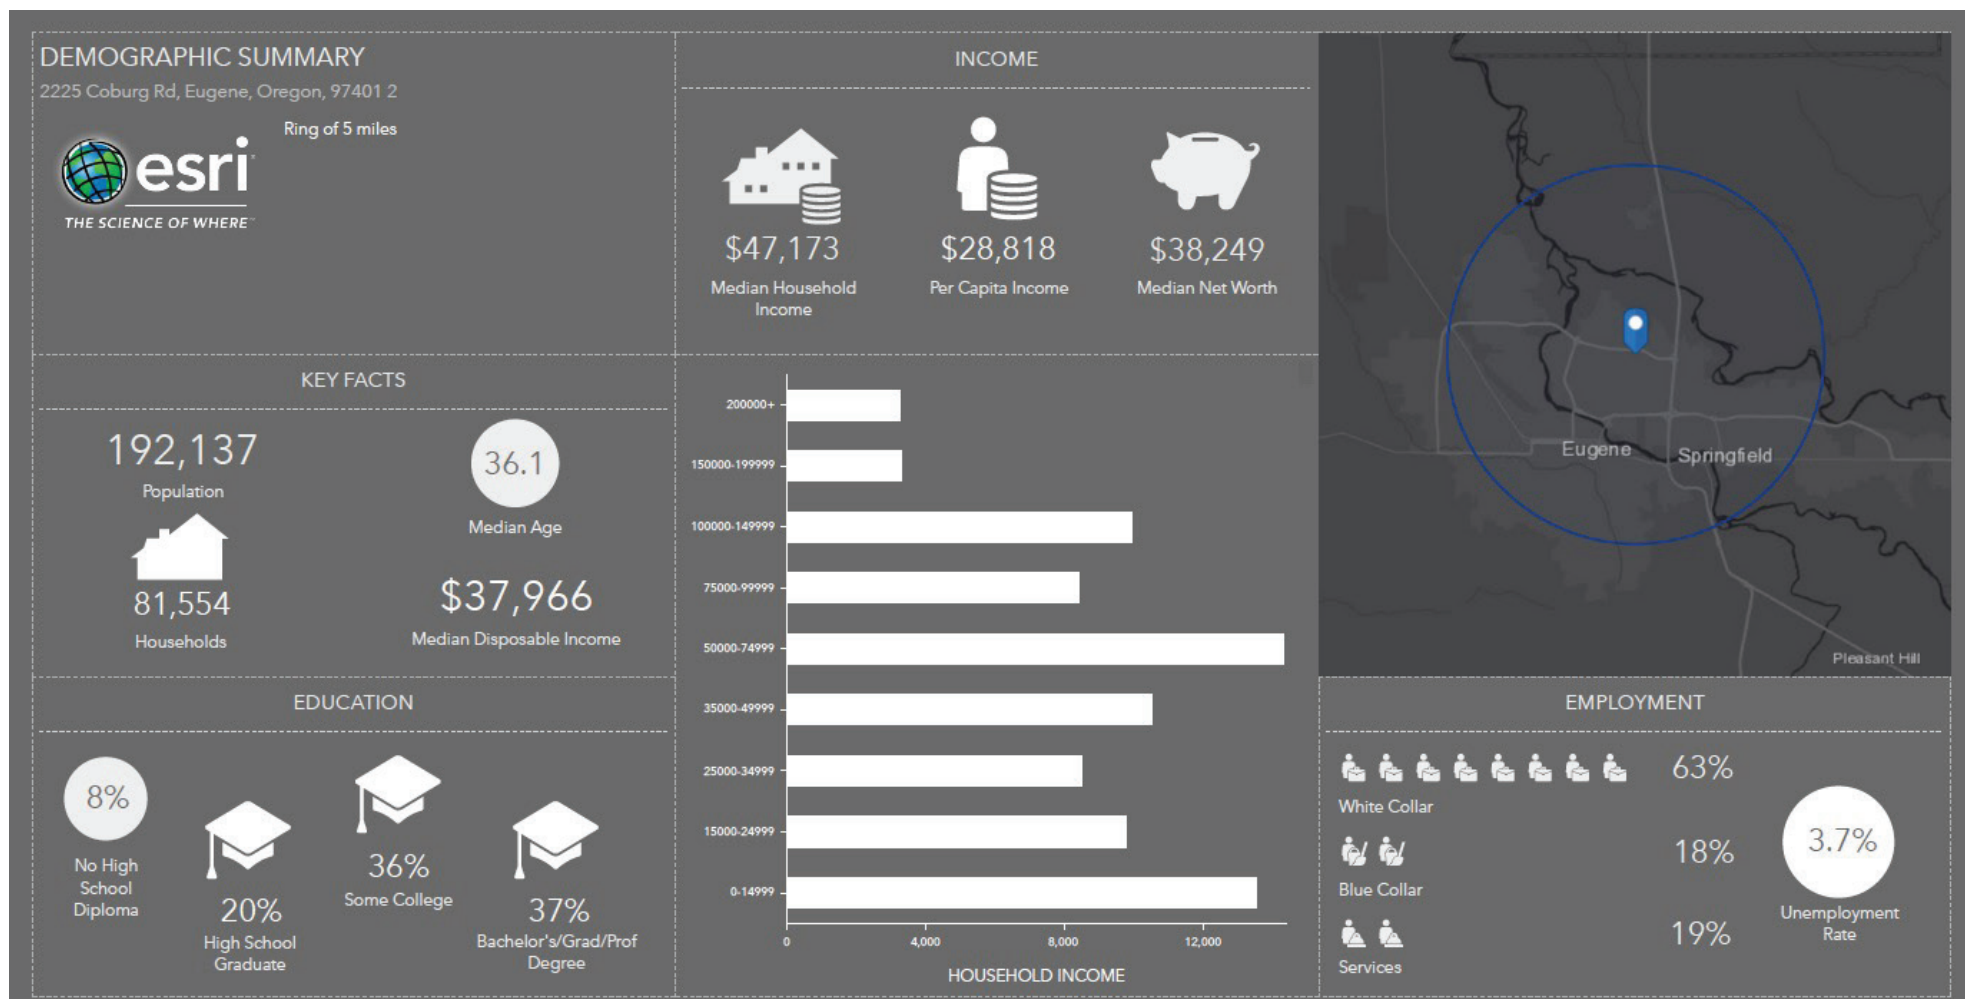 DEMOGRAPHIC SUMMARY
2225 Coburg Rd, Eugene, Oregon, 97401 2
Ring of 5 miles
esri
THE SCIENCE OF WHERE™
INCOME
$47,173
Median Household
Income
$28,818
Per Capita Income
$38,249
Median Net Worth
KEY FACTS
192,137
Population
36.1
Median Age
81,554
Households
$37,966
Median Disposable Income
EDUCATION
8%
No High
School
Diploma
20%
High School
Graduate
36%
Some College
37%
Bachelor's/Grad/Prof
Degree
200000+
150000-199999
100000-149999
75000-99999
50000-74999
35000-49999
25000-34999
15000-24999
0-14999
0 4,000 8,000 12,000
HOUSEHOLD INCOME
Eugene
Springfield
Pleasant Hill
EMPLOYMENT
63%
White Collar
18%
Blue Collar
19%
Services
3.7%
Unemployment
Rate